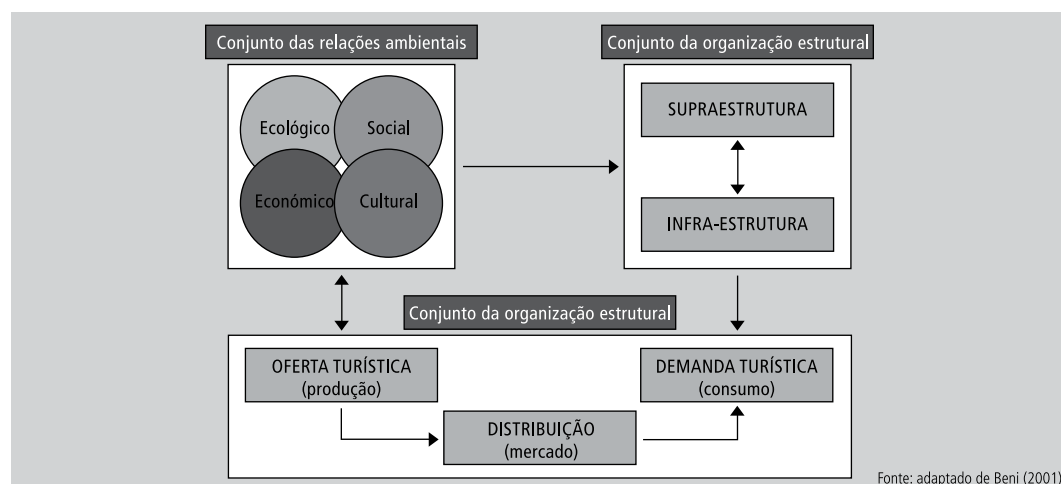 Conjunto das relações ambientais
Conjunto da organização estrutural
Ecológico
Social
Económico
Cultural
SUPRAESTRUTURA
INFRA-ESTRUTURA
Conjunto da organização estrutural
OFERTA TURÍSTICA
(produção)
DEMANDA TURÍSTICA
(consumo)
DISTRIBUIÇÃO
(mercado)
Fonte: adaptado de Beni (2001)